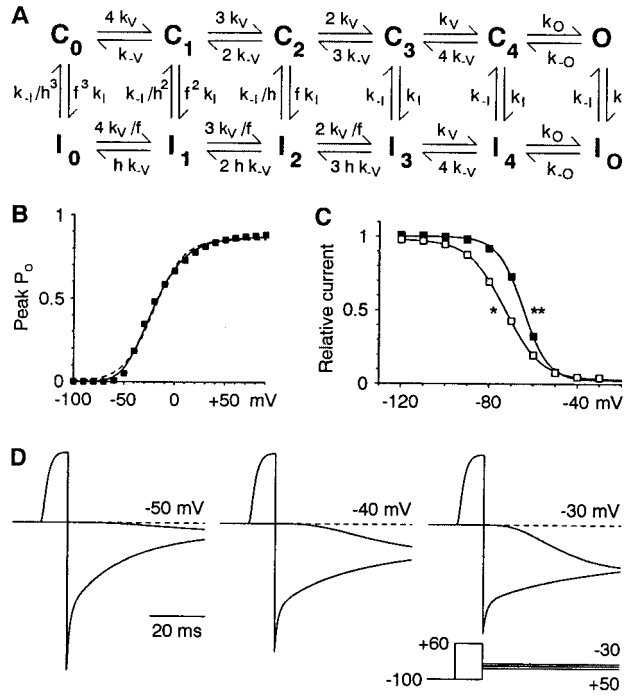 A
4 kV 3 kV 2 kV kV kO
C0 C1 C2 C3 C4 O
k-V 2 k-V 3 k-V 4 k-V k-O
k-I/h³ f³ kI k-I/h² f² kI k-I/h f kI k-I kI k-I kI k-I k
4 kV/f 3 kV/f 2 kV/f kV kO
I0 I1 I2 I3 I4 IO
h k-V 2 h k-V 3 h k-V 4 k-V k-O
B
Peak PO
1
0.5
0
-100 -50 0 +50 mV
C
Relative current
1
0.5
0
* **
-120 -80 -40 mV
D
-50 mV -40 mV -30 mV
20 ms
+60
-100
-30
+50